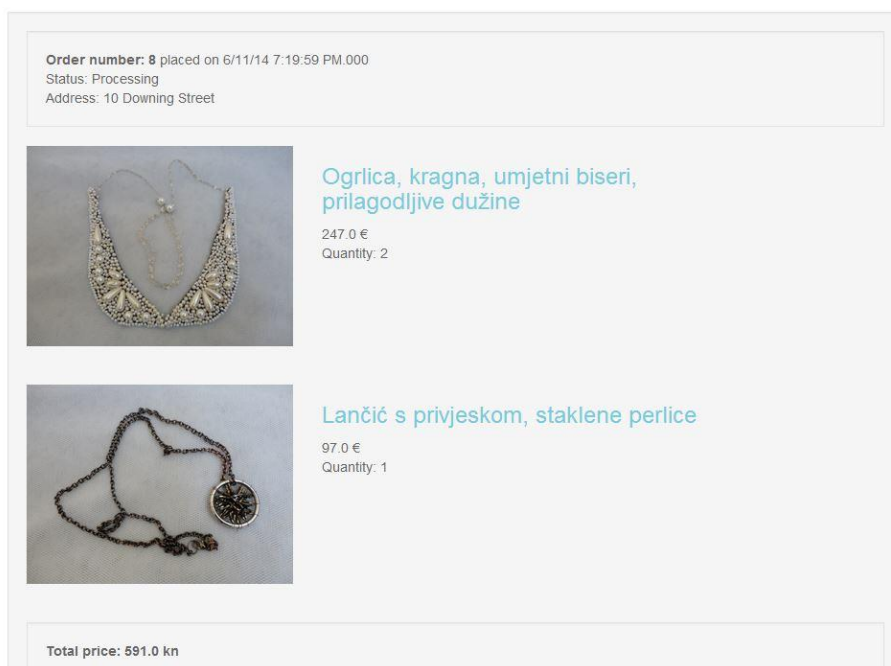 Order number: 8 placed on 6/11/14 7:19:59 PM.000
Status: Processing
Address: 10 Downing Street
Ogrlica, kragna, umjetni biseri,
prilagodljive dužine
247.0 €
Quantity: 2
Lančić s privjeskom, staklene perlice
97.0 €
Quantity: 1
Total price: 591.0 kn